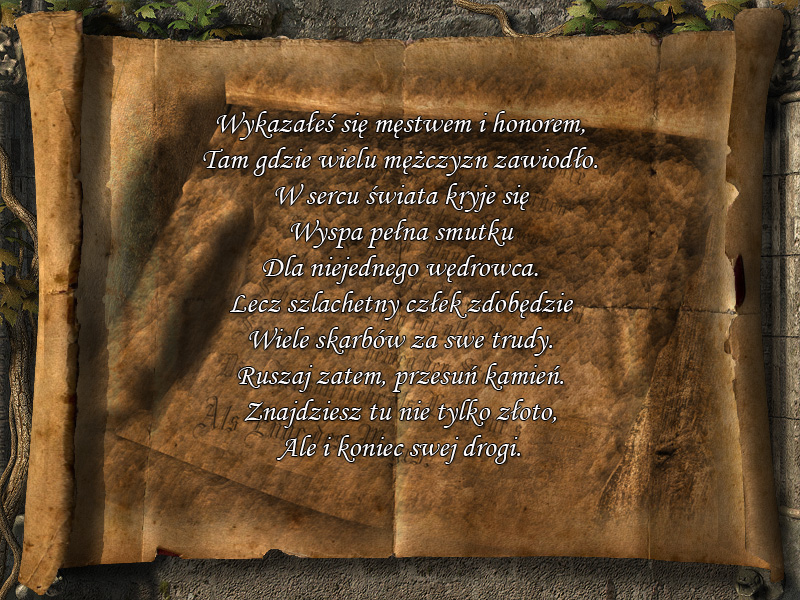 Wykazałeś się męstwem i honorem,
Tam gdzie wielu mężczyzn zawiodło.
W sercu świata kryje się
Wyspa pełna smutku
Dla niejednego wędrowca.
Lecz szlachetny człek zdobędzie
Wiele skarbów za swe trudy.
Ruszaj zatem, przesuń kamień.
Znajdziesz tu nie tylko złoto,
Ale i koniec swej drogi.